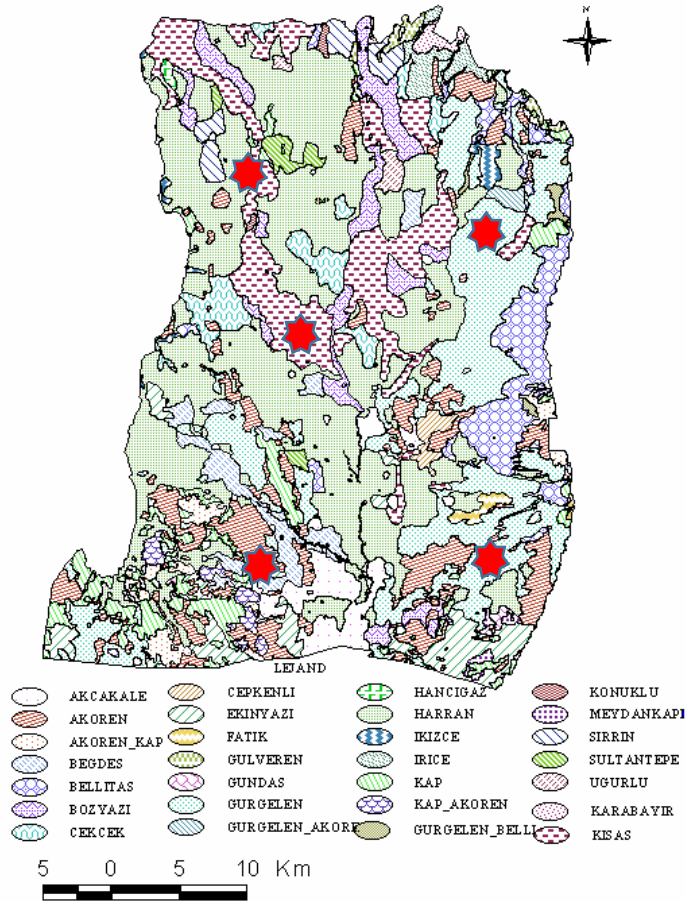 N
LEJAND
AKCAKALE CEPKENLI HANCIGAZ KONUKLU
AKOREN EKINYAZI HARRAN MEYDANKAPI
AKOREN_KAP FATIK IKIZCE SIRRIN
BEGDES GULVEREN IRICE SULTANTEPE
BELLITAS GUNDAS KAP UGURLU
BOZYAZI GURGELEN KAP_AKOREN KARABAYIR
CEKCEK GURGELEN_AKORE GURGELEN_BELLI KISAS
5 0 5 10 Km